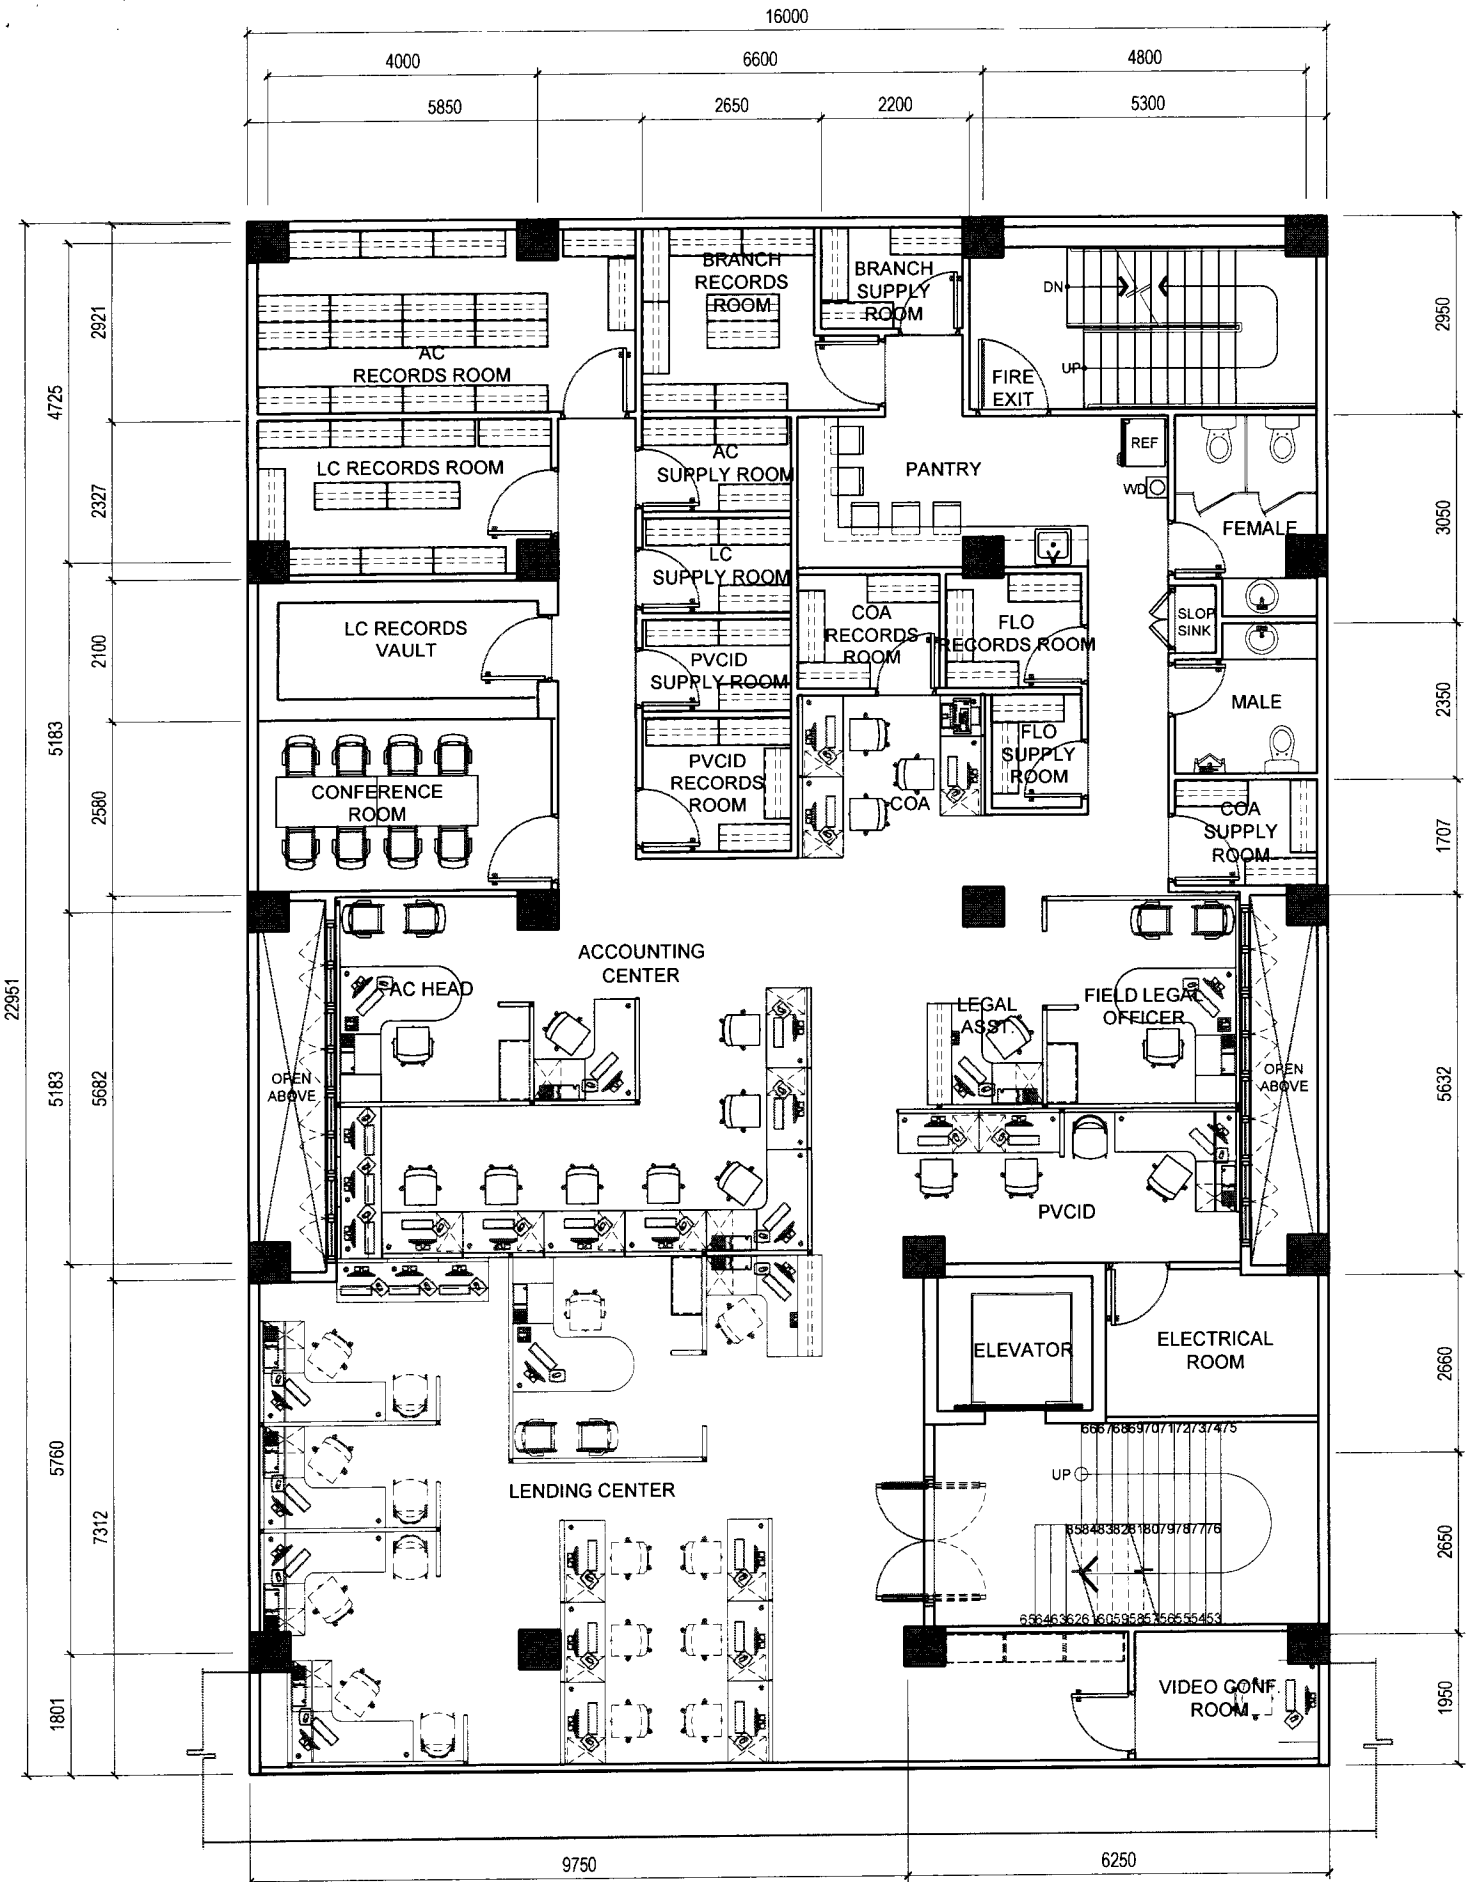 16000
4000
6600
4800
5850
2650
2200
5300
22951
4725
5183
5183
5760
1801
2921
2327
2100
2580
5682
7312
2950
3050
2350
1707
5632
2660
2650
1950
AC
RECORDS ROOM
BRANCH
RECORDS
ROOM
BRANCH
SUPPLY
ROOM
DN
UP
FIRE
EXIT
LC RECORDS ROOM
AC
SUPPLY ROOM
PANTRY
REF
WD
FEMALE
LC
SUPPLY ROOM
LC RECORDS
VAULT
PVCID
SUPPLY ROOM
COA
RECORDS
ROOM
FLO
RECORDS ROOM
SLOP
SINK
MALE
CONFERENCE
ROOM
PVCID
RECORDS
ROOM
COA
FLO
SUPPLY
ROOM
COA
SUPPLY
ROOM
ACCOUNTING
CENTER
AC HEAD
LEGAL
ASST.
FIELD LEGAL
OFFICER
OPEN
ABOVE
OPEN
ABOVE
PVCID
ELEVATOR
ELECTRICAL
ROOM
LENDING CENTER
66676869707172737475
UP
8584838281807978777 6
65646362616059585756555453
VIDEO CONF.
ROOM
9750
6250